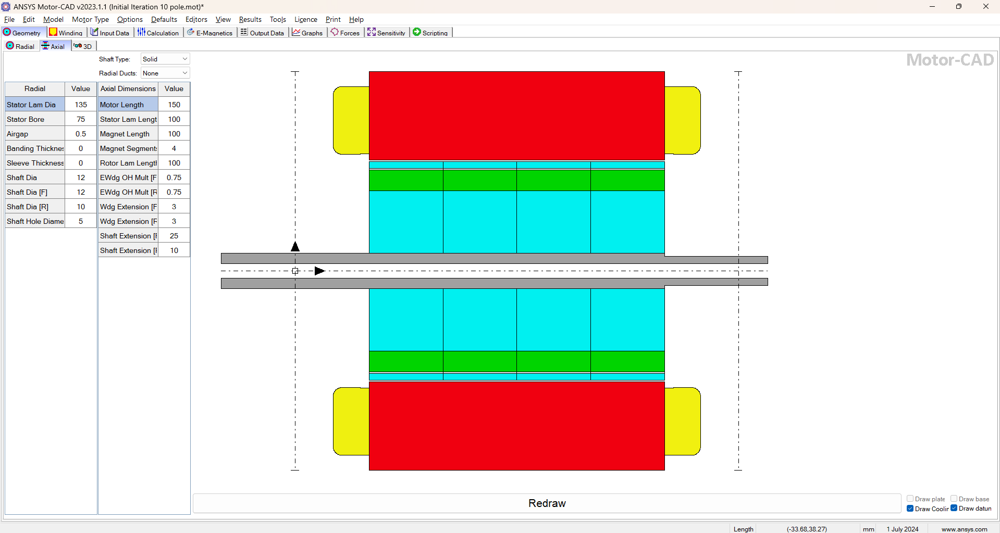 ANSYS Motor-CAD v2023.1.1 (Initial Iteration 10 pole.mot)*
File Edit Model Motor Type Options Defaults Editors View Results Tools Licence Print Help
Geometry Winding Input Data Calculation E-Magnetics Output Data Graphs Forces Sensitivity Scripting
Radial Axial 3D
Shaft Type: Solid
Radial Ducts: None
Motor-CAD
Radial Value Axial Dimensions Value
Stator Lam Dia 135 Motor Length 150
Stator Bore 75 Stator Lam Lengt 100
Airgap 0.5 Magnet Length 100
Banding Thicknes 0 Magnet Segments 4
Sleeve Thickness 0 Rotor Lam Length 100
Shaft Dia 12 EWdg OH Mult [F 0.75
Shaft Dia [F] 12 EWdg OH Mult [R 0.75
Shaft Dia [R] 10 Wdg Extension [F 3
Shaft Hole Diame 5 Wdg Extension [R 3
Shaft Extension [F 25
Shaft Extension [R 10
Redraw
Draw plate Draw base
Draw Coolin Draw datun
Length (-33.68,38.27) mm 1 July 2024 www.ansys.com